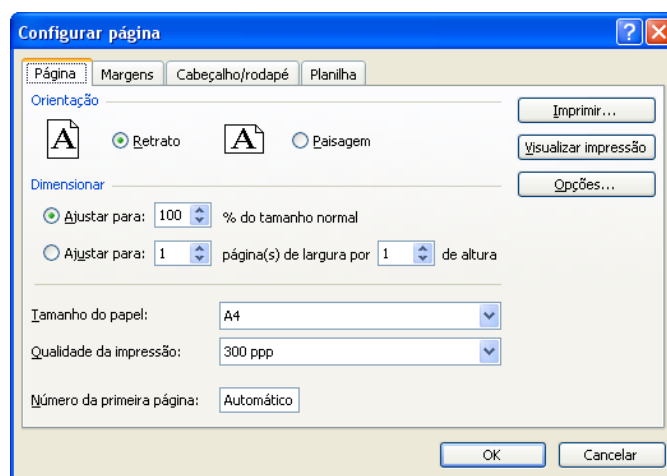 Configurar página
Página Margens Cabeçalho/rodapé Planilha
Orientação
A Retrato A Paisagem
Imprimir...
Visualizar impressão
Opções...
Dimensionar
Ajustar para: 100 % do tamanho normal
Ajustar para: 1 página(s) de largura por 1 de altura
Tamanho do papel: A4
Qualidade da impressão: 300 ppp
Número da primeira página: Automático
OK Cancelar